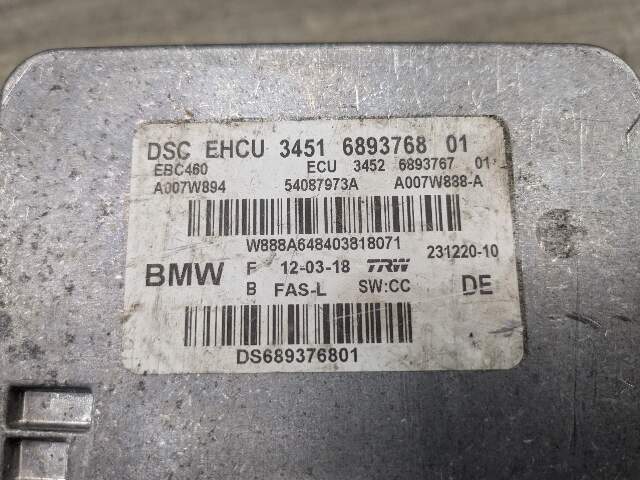 DSC EHCU 3451 6893768 01
EBC460 ECU 3452 6893767 01
A007W894 54087973A A007W888-A
W888A648403818071
BMW F 12-03-18 TRW 231220-10
B FAS-L SW:CC DE
DS689376801